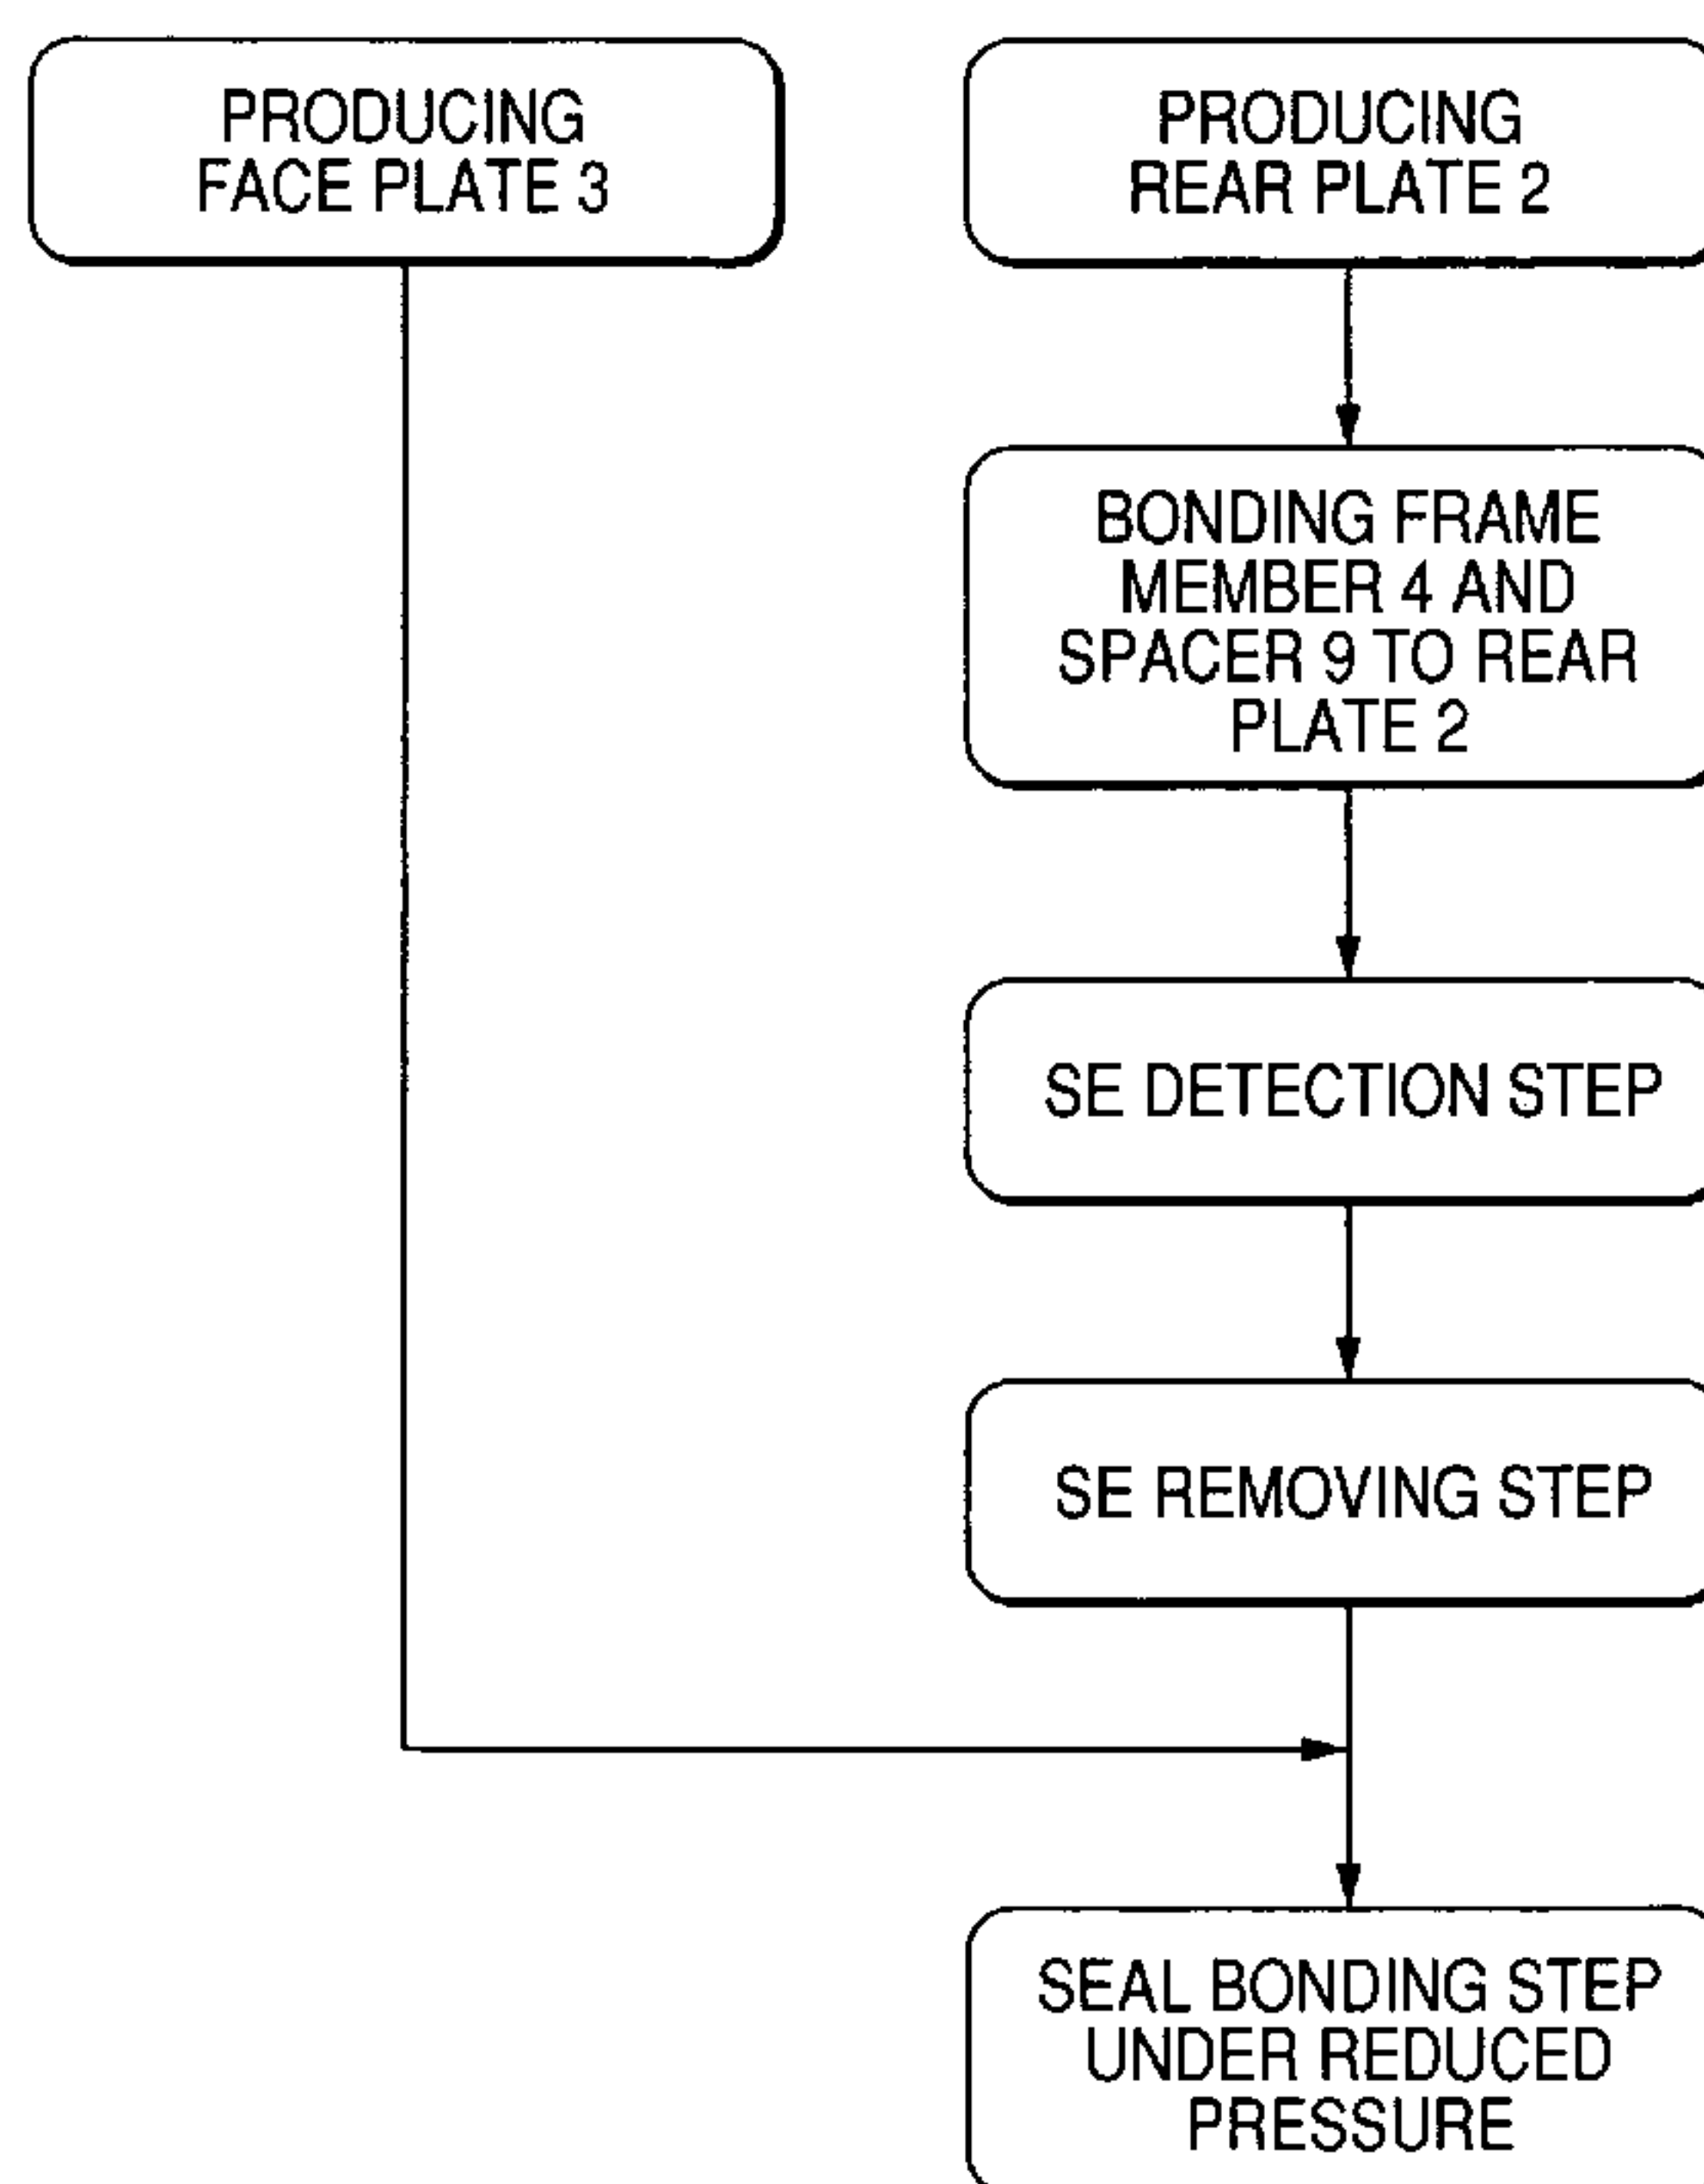 PRODUCING
FACE PLATE 3
PRODUCING
REAR PLATE 2
BONDING FRAME
MEMBER 4 AND
SPACER 9 TO REAR
PLATE 2
SE DETECTION STEP
SE REMOVING STEP
SEAL BONDING STEP
UNDER REDUCED
PRESSURE